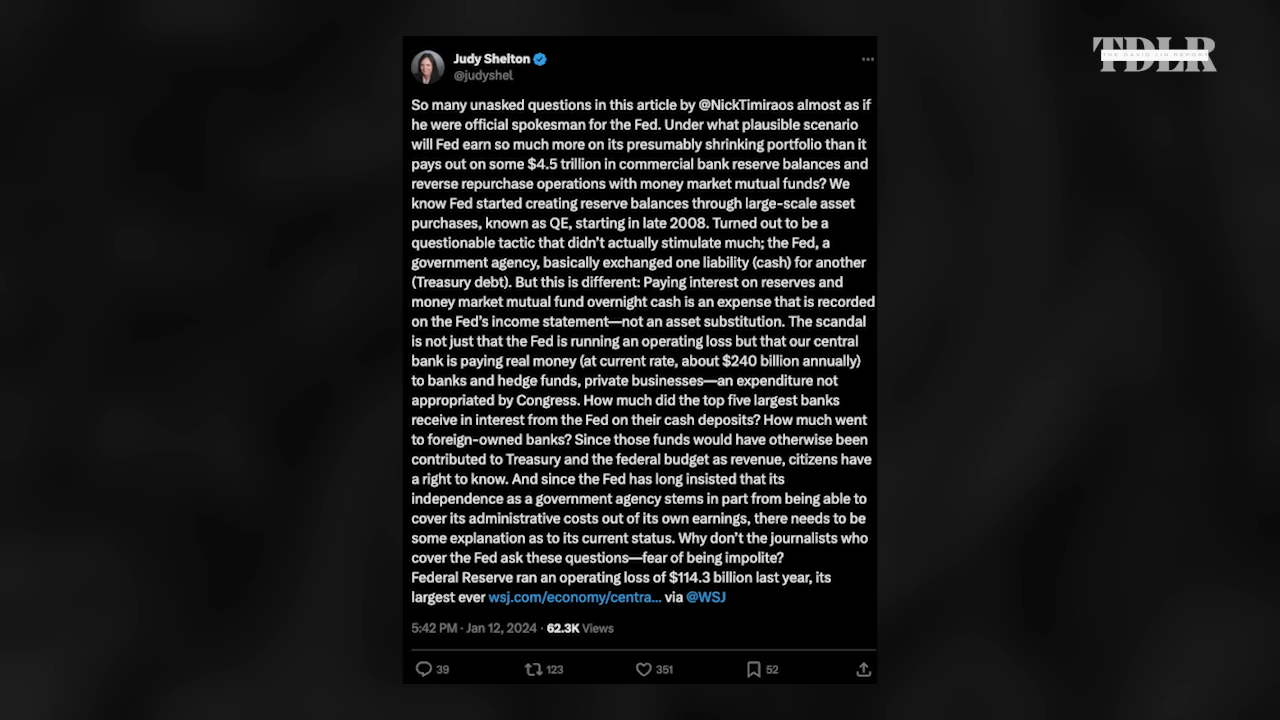 TDLR
THE DAVID LIN REPORT
Judy Shelton
@judyshel
So many unasked questions in this article by @NickTimiraos almost as if
he were official spokesman for the Fed. Under what plausible scenario
will Fed earn so much more on its presumably shrinking portfolio than it
pays out on some $4.5 trillion in commercial bank reserve balances and
reverse repurchase operations with money market mutual funds? We
know Fed started creating reserve balances through large-scale asset
purchases, known as QE, starting in late 2008. Turned out to be a
questionable tactic that didn't actually stimulate much; the Fed, a
government agency, basically exchanged one liability (cash) for another
(Treasury debt). But this is different: Paying interest on reserves and
money market mutual fund overnight cash is an expense that is recorded
on the Fed's income statement—not an asset substitution. The scandal
is not just that the Fed is running an operating loss but that our central
bank is paying real money (at current rate, about $240 billion annually)
to banks and hedge funds, private businesses—an expenditure not
appropriated by Congress. How much did the top five largest banks
receive in interest from the Fed on their cash deposits? How much went
to foreign-owned banks? Since those funds would have otherwise been
contributed to Treasury and the federal budget as revenue, citizens have
a right to know. And since the Fed has long insisted that its
independence as a government agency stems in part from being able to
cover its administrative costs out of its own earnings, there needs to be
some explanation as to its current status. Why don't the journalists who
cover the Fed ask these questions—fear of being impolite?
Federal Reserve ran an operating loss of $114.3 billion last year, its
largest ever wsj.com/economy/centra... via @WSJ
5:42 PM · Jan 12, 2024 · 62.3K Views
39 123 351 52